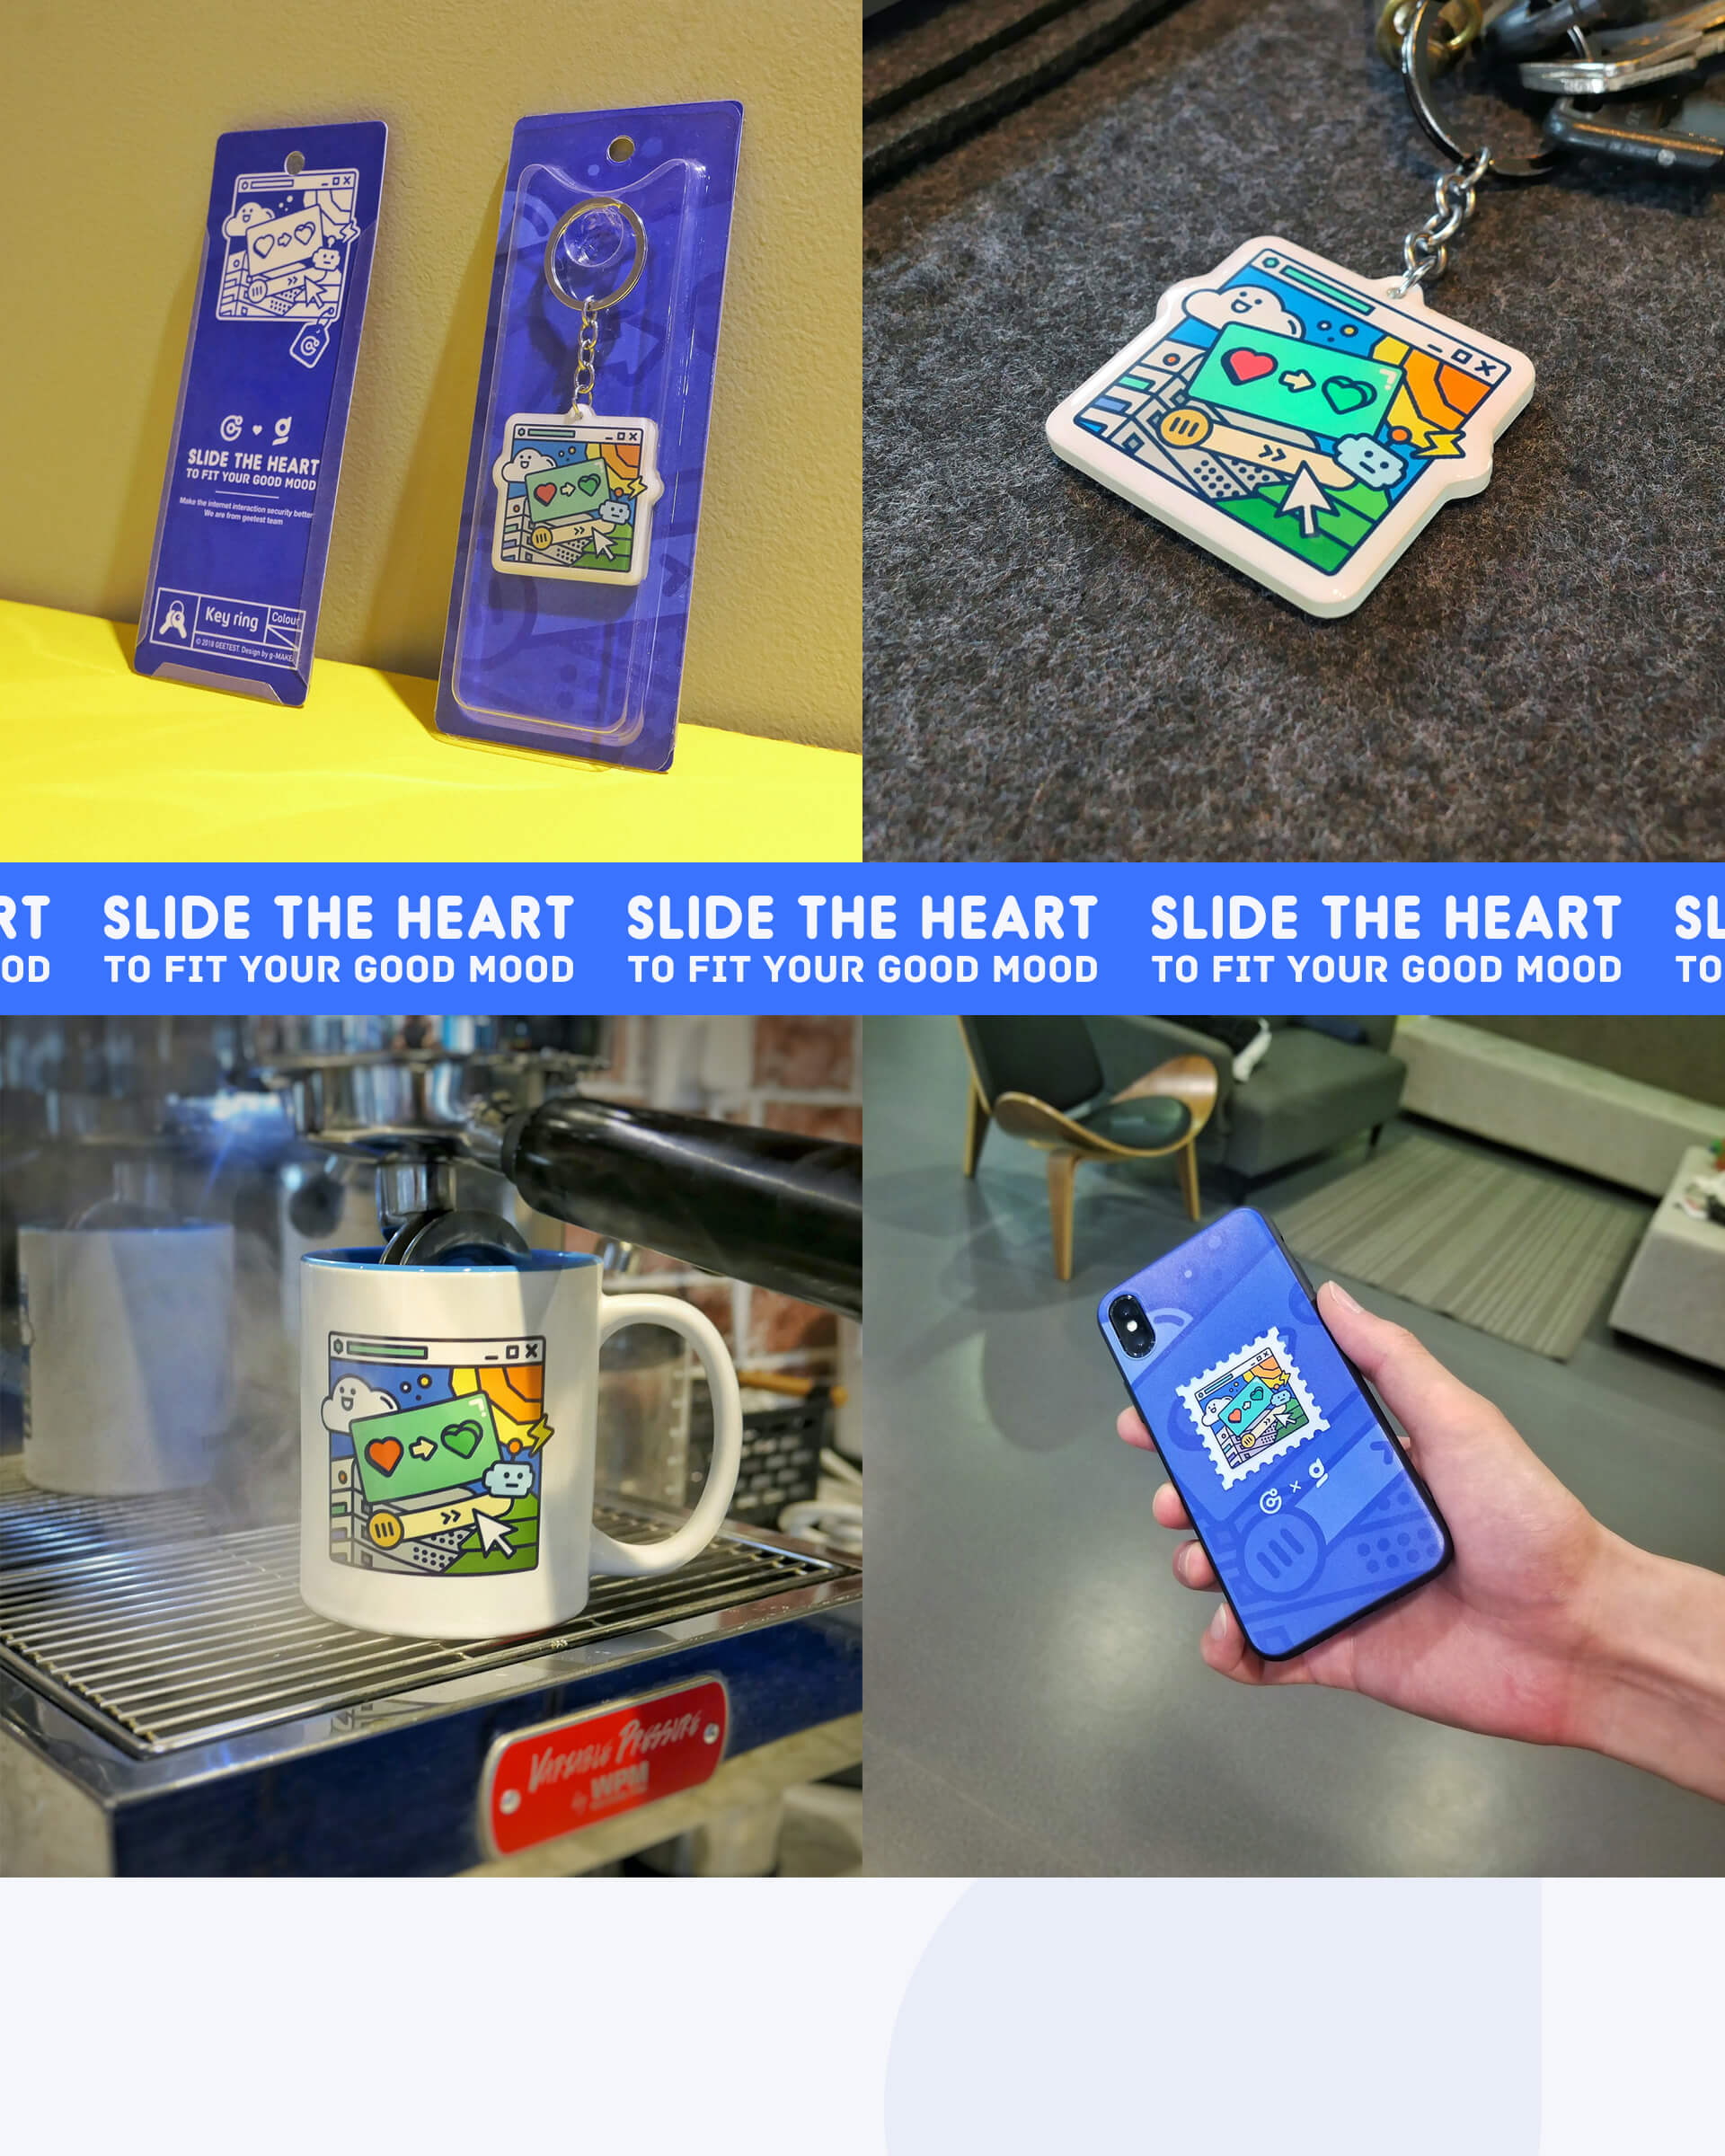 SLIDE THE HEART
TO FIT YOUR GOOD MOOD
Make the internet interaction security better
We are from geetest team
Key ring
Colour
© 2018 GEETEST. Design by g-MAKE
RT SLIDE THE HEART SLIDE THE HEART SLIDE THE HEART SL
OD TO FIT YOUR GOOD MOOD TO FIT YOUR GOOD MOOD TO FIT YOUR GOOD MOOD TO
VARIABLE PRESSURE
by WPM